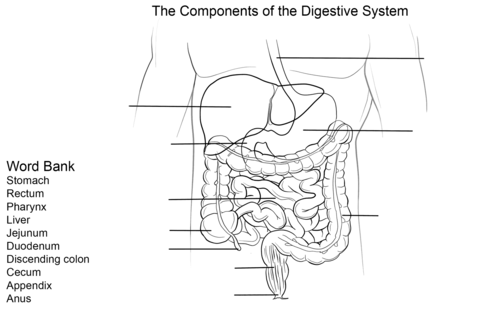 The Components of the Digestive System
Word Bank
Stomach
Rectum
Pharynx
Liver
Jejunum
Duodenum
Discending colon
Cecum
Appendix
Anus